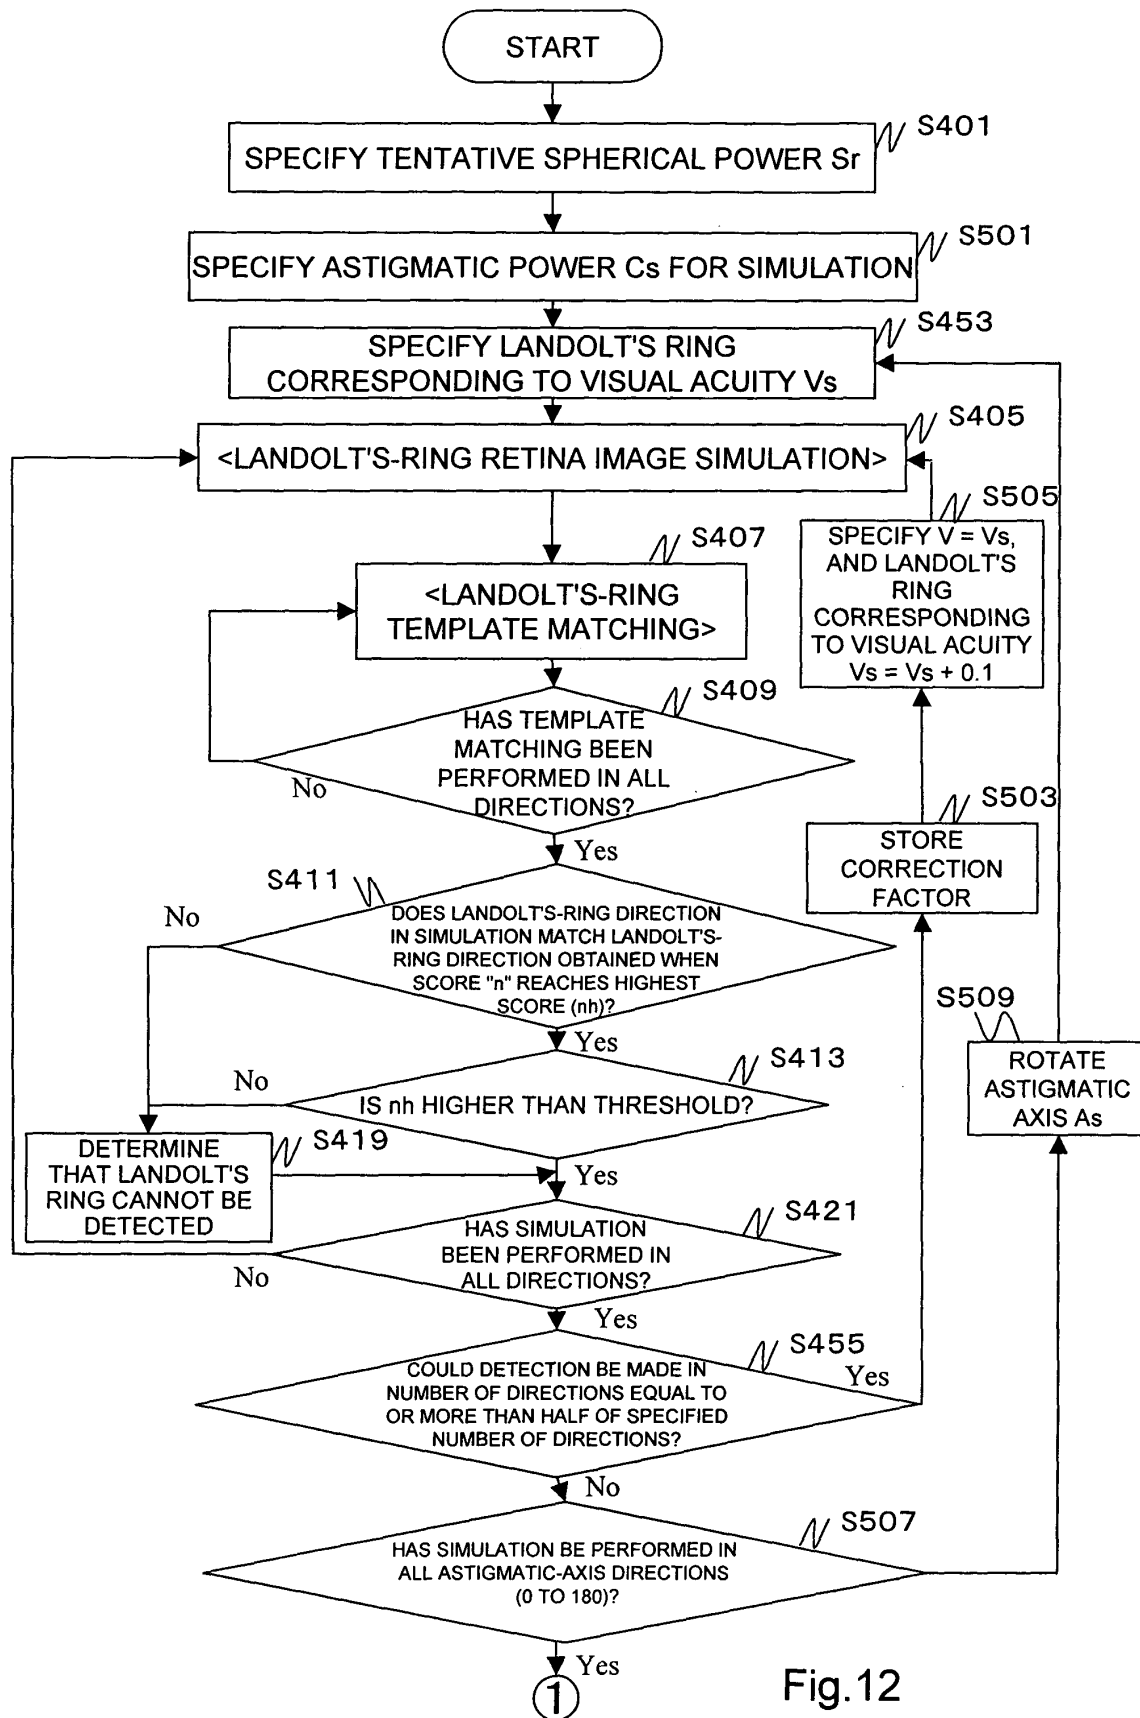 START
S401
SPECIFY TENTATIVE SPHERICAL POWER Sr
S501
SPECIFY ASTIGMATIC POWER Cs FOR SIMULATION
S453
SPECIFY LANDOLT'S RING
CORRESPONDING TO VISUAL ACUITY Vs
S405
<LANDOLT'S-RING RETINA IMAGE SIMULATION>
S505
SPECIFY V = Vs,
AND LANDOLT'S
RING
CORRESPONDING
TO VISUAL ACUITY
Vs = Vs + 0.1
S407
<LANDOLT'S-RING
TEMPLATE MATCHING>
S409
HAS TEMPLATE
MATCHING BEEN
PERFORMED IN ALL
DIRECTIONS?
No
Yes
S503
STORE
CORRECTION
FACTOR
S411
No
DOES LANDOLT'S-RING DIRECTION
IN SIMULATION MATCH LANDOLT'S-
RING DIRECTION OBTAINED WHEN
SCORE "n" REACHES HIGHEST
SCORE (nh)?
Yes
S509
ROTATE
ASTIGMATIC
AXIS As
S413
No
IS nh HIGHER THAN THRESHOLD?
Yes
S419
DETERMINE
THAT LANDOLT'S
RING CANNOT BE
DETECTED
S421
HAS SIMULATION
BEEN PERFORMED IN
ALL DIRECTIONS?
No
Yes
S455
COULD DETECTION BE MADE IN
NUMBER OF DIRECTIONS EQUAL TO
OR MORE THAN HALF OF SPECIFIED
NUMBER OF DIRECTIONS?
Yes
No
S507
HAS SIMULATION BE PERFORMED IN
ALL ASTIGMATIC-AXIS DIRECTIONS
(0 TO 180)?
Yes
1
Fig.12